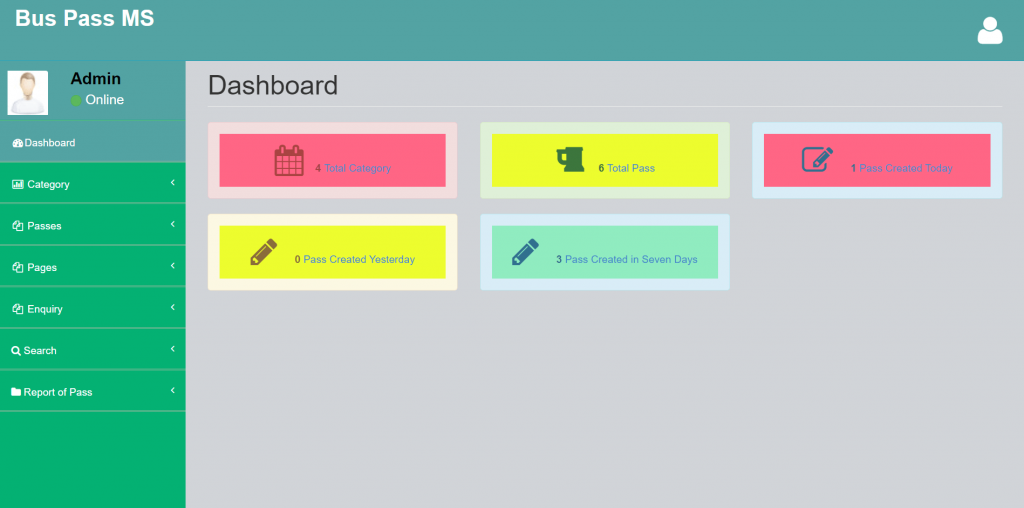 Bus Pass MS
Admin
Online
Dashboard
Category
Passes
Pages
Enquiry
Search
Report of Pass
Dashboard
4 Total Category
6 Total Pass
1 Pass Created Today
0 Pass Created Yesterday
3 Pass Created in Seven Days